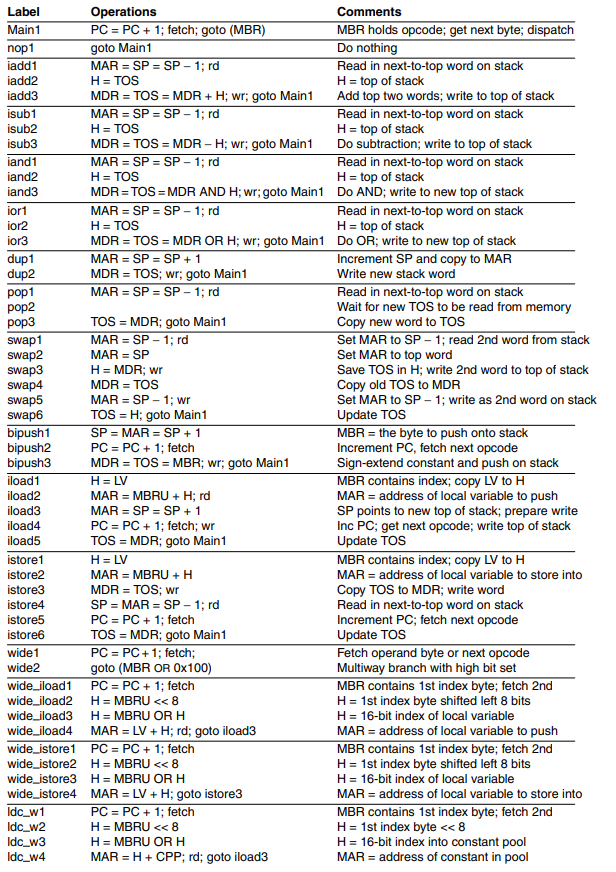 Label Operations Comments
Main1 PC = PC + 1; fetch; goto (MBR) MBR holds opcode; get next byte; dispatch
nop1 goto Main1 Do nothing
iadd1 MAR = SP = SP − 1; rd Read in next-to-top word on stack
iadd2 H = TOS H = top of stack
iadd3 MDR = TOS = MDR + H; wr; goto Main1 Add top two words; write to top of stack
isub1 MAR = SP = SP − 1; rd Read in next-to-top word on stack
isub2 H = TOS H = top of stack
isub3 MDR = TOS = MDR − H; wr; goto Main1 Do subtraction; write to top of stack
iand1 MAR = SP = SP − 1; rd Read in next-to-top word on stack
iand2 H = TOS H = top of stack
iand3 MDR = TOS = MDR AND H; wr; goto Main1 Do AND; write to new top of stack
ior1 MAR = SP = SP − 1; rd Read in next-to-top word on stack
ior2 H = TOS H = top of stack
ior3 MDR = TOS = MDR OR H; wr; goto Main1 Do OR; write to new top of stack
dup1 MAR = SP = SP + 1 Increment SP and copy to MAR
dup2 MDR = TOS; wr; goto Main1 Write new stack word
pop1 MAR = SP = SP − 1; rd Read in next-to-top word on stack
pop2 Wait for new TOS to be read from memory
pop3 TOS = MDR; goto Main1 Copy new word to TOS
swap1 MAR = SP − 1; rd Set MAR to SP − 1; read 2nd word from stack
swap2 MAR = SP Set MAR to top word
swap3 H = MDR; wr Save TOS in H; write 2nd word to top of stack
swap4 MDR = TOS Copy old TOS to MDR
swap5 MAR = SP − 1; wr Set MAR to SP − 1; write as 2nd word on stack
swap6 TOS = H; goto Main1 Update TOS
bipush1 SP = MAR = SP + 1 MBR = the byte to push onto stack
bipush2 PC = PC + 1; fetch Increment PC, fetch next opcode
bipush3 MDR = TOS = MBR; wr; goto Main1 Sign-extend constant and push on stack
iload1 H = LV MBR contains index; copy LV to H
iload2 MAR = MBRU + H; rd MAR = address of local variable to push
iload3 MAR = SP = SP + 1 SP points to new top of stack; prepare write
iload4 PC = PC + 1; fetch; wr Inc PC; get next opcode; write top of stack
iload5 TOS = MDR; goto Main1 Update TOS
istore1 H = LV MBR contains index; copy LV to H
istore2 MAR = MBRU + H MAR = address of local variable to store into
istore3 MDR = TOS; wr Copy TOS to MDR; write word
istore4 SP = MAR = SP − 1; rd Read in next-to-top word on stack
istore5 PC = PC + 1; fetch Increment PC; fetch next opcode
istore6 TOS = MDR; goto Main1 Update TOS
wide1 PC = PC + 1; fetch; Fetch operand byte or next opcode
wide2 goto (MBR OR 0x100) Multiway branch with high bit set
wide_iload1 PC = PC + 1; fetch MBR contains 1st index byte; fetch 2nd
wide_iload2 H = MBRU << 8 H = 1st index byte shifted left 8 bits
wide_iload3 H = MBRU OR H H = 16-bit index of local variable
wide_iload4 MAR = LV + H; rd; goto iload3 MAR = address of local variable to push
wide_istore1 PC = PC + 1; fetch MBR contains 1st index byte; fetch 2nd
wide_istore2 H = MBRU << 8 H = 1st index byte shifted left 8 bits
wide_istore3 H = MBRU OR H H = 16-bit index of local variable
wide_istore4 MAR = LV + H; goto istore3 MAR = address of local variable to store into
ldc_w1 PC = PC + 1; fetch MBR contains 1st index byte; fetch 2nd
ldc_w2 H = MBRU << 8 H = 1st index byte << 8
ldc_w3 H = MBRU OR H H = 16-bit index into constant pool
ldc_w4 MAR = H + CPP; rd; goto iload3 MAR = address of constant in pool